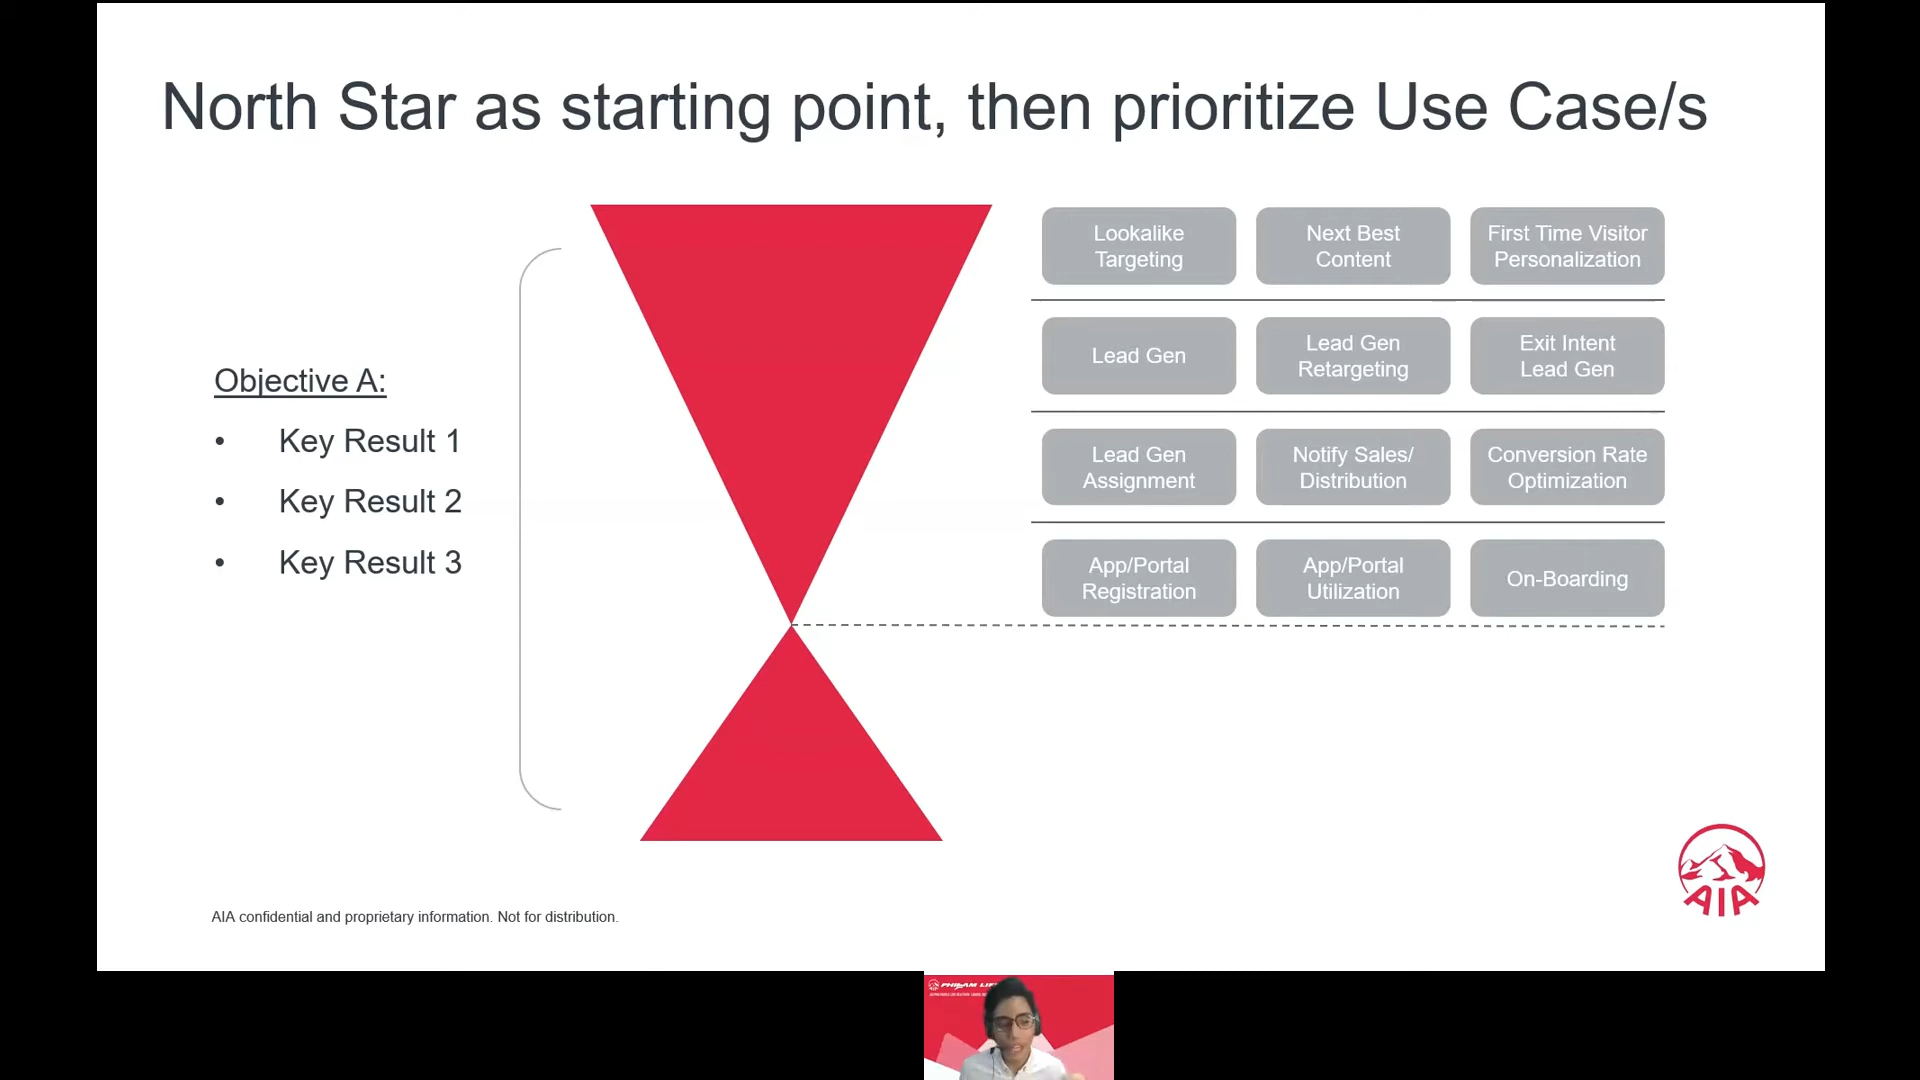 North Star as starting point, then prioritize Use Case/s
Objective A:
• Key Result 1
• Key Result 2
• Key Result 3
Lookalike
Targeting
Next Best
Content
First Time Visitor
Personalization
Lead Gen
Lead Gen
Retargeting
Exit Intent
Lead Gen
Lead Gen
Assignment
Notify Sales/
Distribution
Conversion Rate
Optimization
App/Portal
Registration
App/Portal
Utilization
On-Boarding
AIA confidential and proprietary information. Not for distribution.
AIA